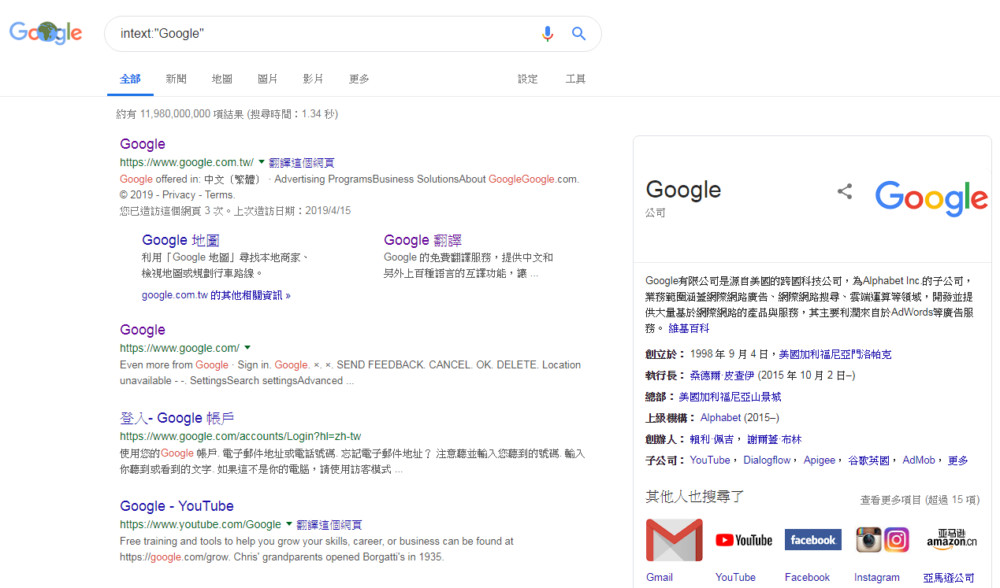 Google
intext:"Google"
全部 新聞 地圖 圖片 影片 更多 設定 工具
約有 11,980,000,000 項結果 (搜尋時間：1.34 秒)
Google
https://www.google.com.tw/ 翻譯這個網頁
Google offered in: 中文（繁體） · Advertising ProgramsBusiness SolutionsAbout GoogleGoogle.com.
© 2019 - Privacy - Terms.
您已造訪這個網頁 3 次。上次造訪日期：2019/4/15
Google 地圖
利用「Google 地圖」尋找本地商家、
檢視地圖或規劃行車路線。
Google 翻譯
Google 的免費翻譯服務，提供中文和
另外上百種語言的互譯功能，讓 ...
google.com.tw 的其他相關資訊 »
Google
https://www.google.com/
Even more from Google · Sign in. Google. ×. ×. SEND FEEDBACK. CANCEL. OK. DELETE. Location
unavailable - -. SettingsSearch settingsAdvanced ...
登入- Google 帳戶
https://www.google.com/accounts/Login?hl=zh-tw
使用您的Google 帳戶. 電子郵件地址或電話號碼. 忘記電子郵件地址？ 注意聽並輸入您聽到的號碼. 輸入
你聽到或看到的文字. 如果這不是你的電腦，請使用訪客模式 ...
Google - YouTube
https://www.youtube.com/Google 翻譯這個網頁
Free training and tools to help you grow your skills, career, or business can be found at
https://google.com/grow. Chris' grandparents opened Borgatti's in 1935.
Google
公司
Google
Google有限公司是源自美國的跨國科技公司，為Alphabet Inc.的子公司，
業務範圍涵蓋網際網路廣告、網際網路搜尋、雲端運算等領域，開發並提
供大量基於網際網路的產品與服務，其主要利潤來自於AdWords等廣告服
務。 維基百科
創立於： 1998 年 9 月 4 日，美國加利福尼亞門洛帕克
執行長： 桑德爾·皮查伊 (2015 年 10 月 2 日–)
總部： 美國加利福尼亞山景城
上級機構： Alphabet (2015–)
創辦人： 賴利·佩吉， 謝爾蓋·布林
子公司： YouTube， Dialogflow， Apigee， 谷歌英國， AdMob， 更多
其他人也搜尋了 查看更多項目 (超過 15 項)
YouTube facebook 亚马逊
amazon.cn
Gmail YouTube Facebook Instagram 亞馬遜公司